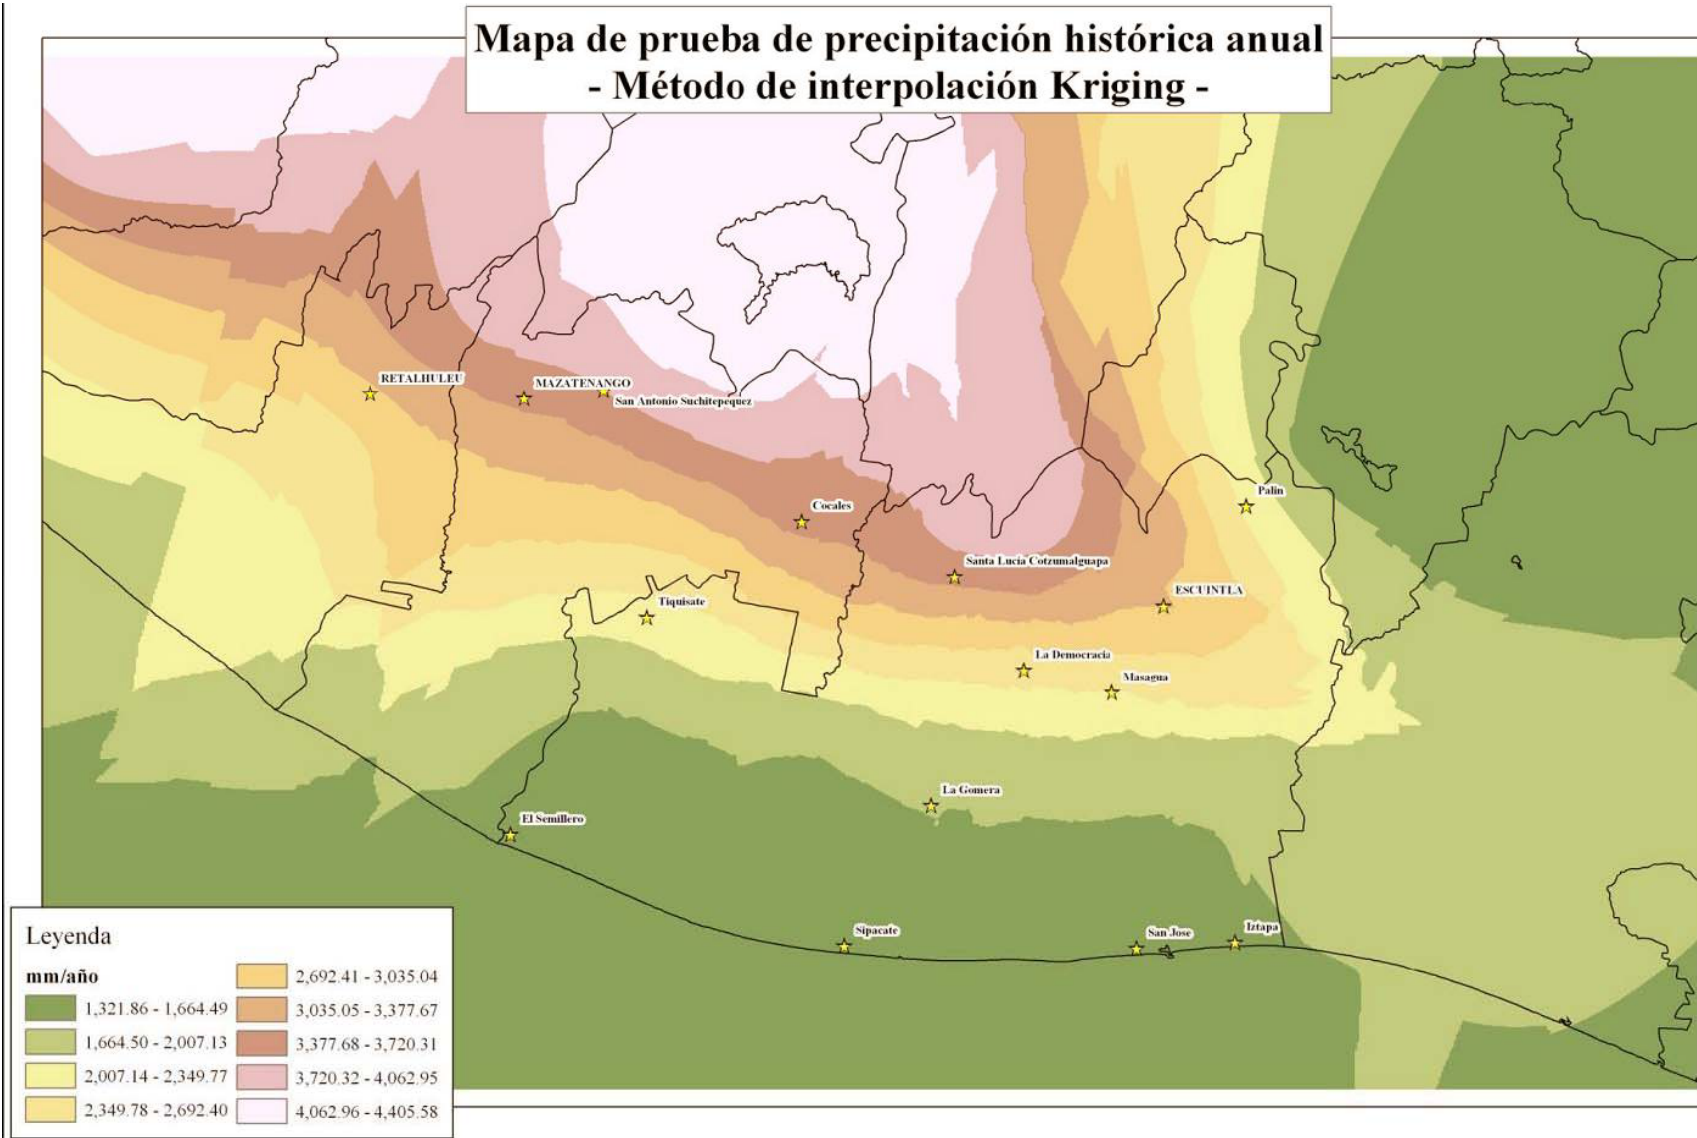 Mapa de prueba de precipitación histórica anual
- Método de interpolación Kriging -
RETALHULEU
MAZATENANGO
San Antonio Suchitepequez
Cocales
Palin
Santa Lucia Cotzumalguapa
ESCUINTLA
Tiquisate
La Democracia
Masagua
La Gomera
El Semillero
Sipacate
San Jose
Iztapa
Leyenda
mm/año
1,321.86 - 1,664.49
1,664.50 - 2,007.13
2,007.14 - 2,349.77
2,349.78 - 2,692.40
2,692.41 - 3,035.04
3,035.05 - 3,377.67
3,377.68 - 3,720.31
3,720.32 - 4,062.95
4,062.96 - 4,405.58